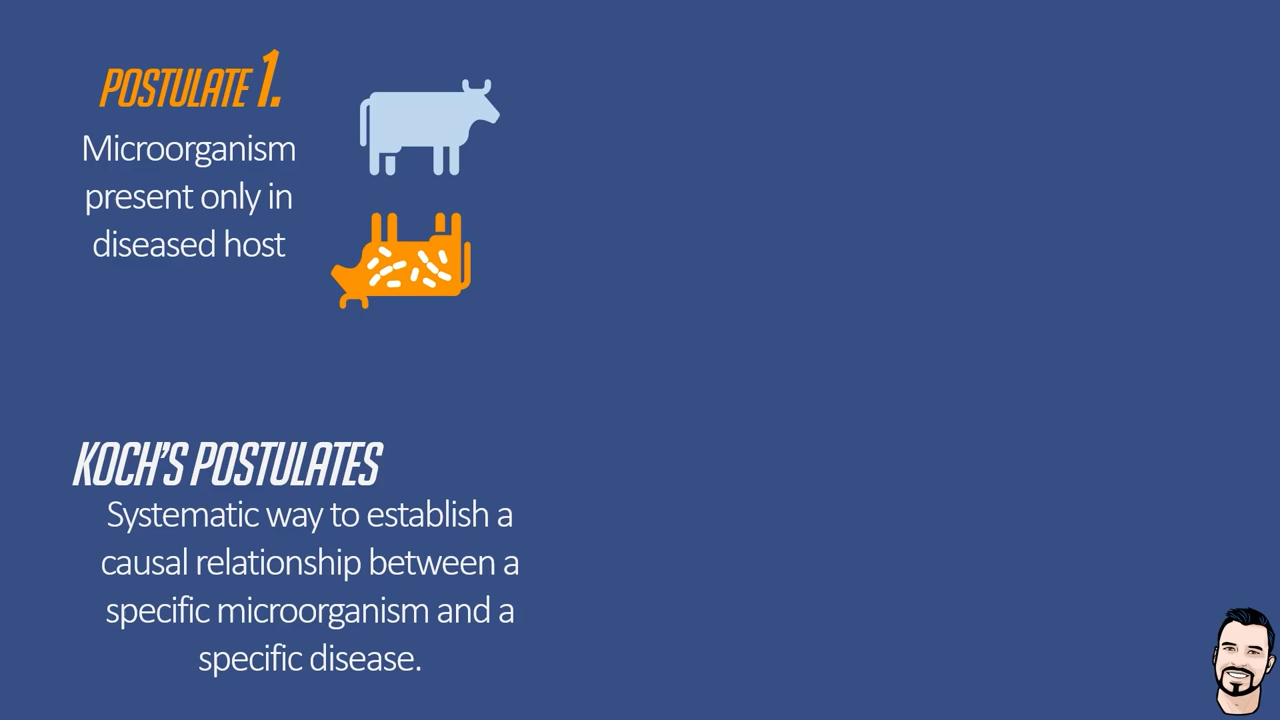 POSTULATE 1.
Microorganism
present only in
diseased host
KOCH'S POSTULATES
Systematic way to establish a
causal relationship between a
specific microorganism and a
specific disease.